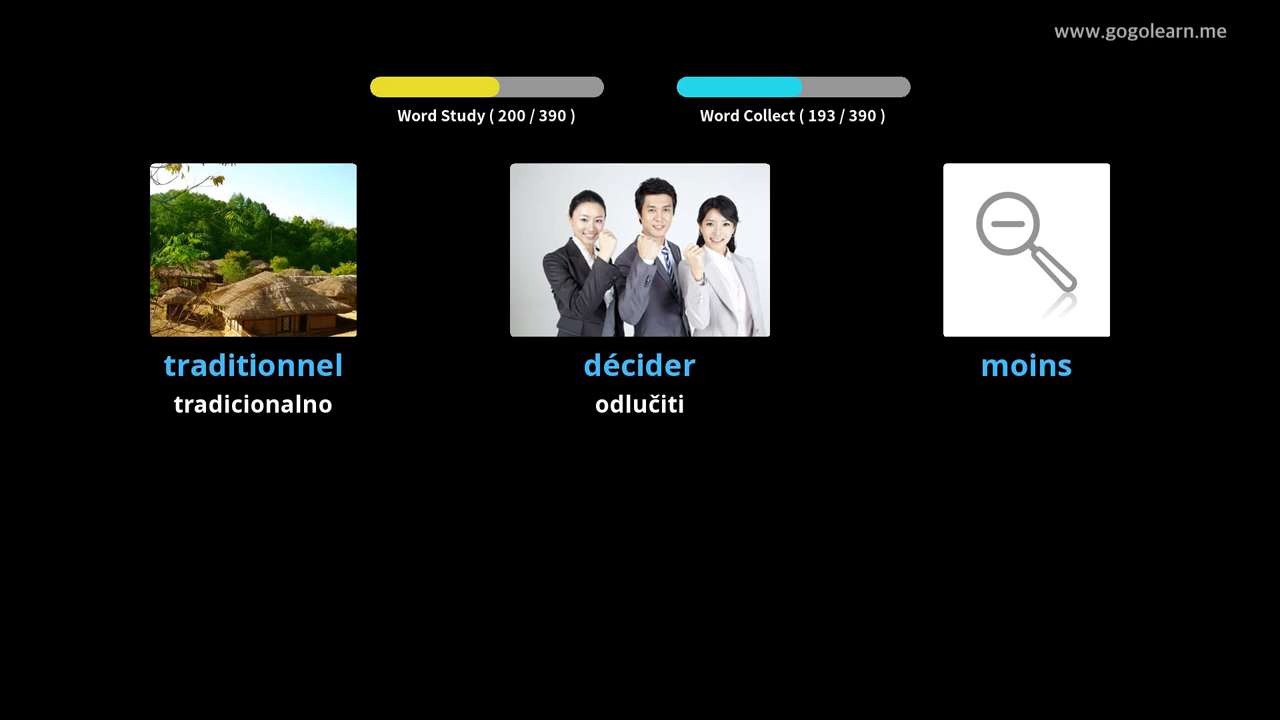 www.gogolearn.me
Word Study ( 200 / 390 )
Word Collect ( 193 / 390 )
traditionnel
tradicionalno
décider
odlučiti
moins